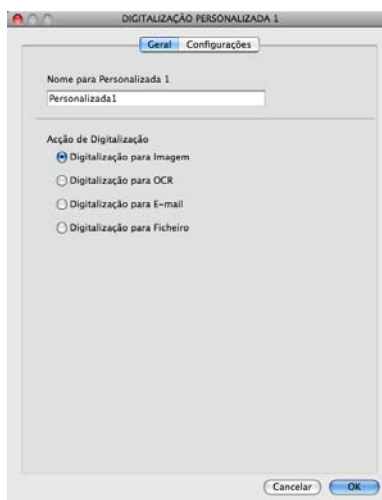 DIGITALIZAÇÃO PERSONALIZADA 1
Geral Configurações
Nome para Personalizada 1
Personalizada1
Acção de Digitalização
Digitalização para Imagem
Digitalização para OCR
Digitalização para E-mail
Digitalização para Ficheiro
Cancelar OK